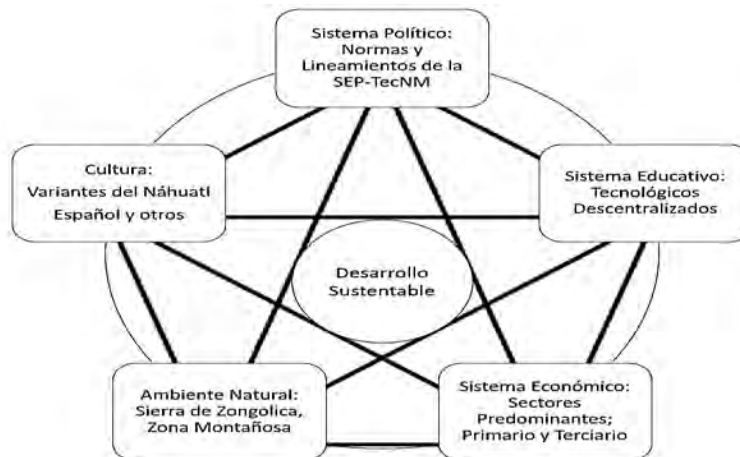 Sistema Político:
Normas y
Lineamientos de la
SEP-TecNM
Cultura:
Variantes del Náhuatl
Español y otros
Sistema Educativo:
Tecnológicos
Descentralizados
Desarrollo
Sustentable
Ambiente Natural:
Sierra de Zongolica,
Zona Montañosa
Sistema Económico:
Sectores
Predominantes;
Primario y Terciario